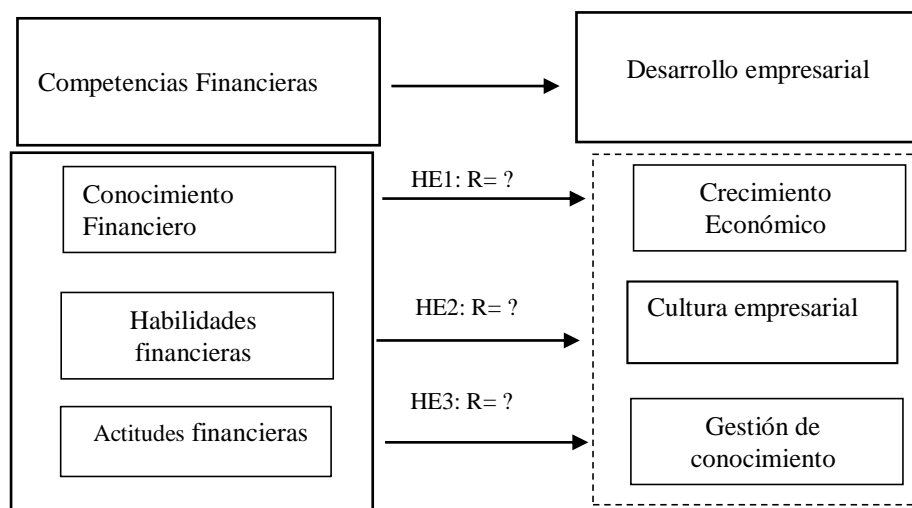 Competencias Financieras
Desarrollo empresarial
HE1: R= ?
Conocimiento
Financiero
Crecimiento
Económico
HE2: R= ?
Habilidades
financieras
Cultura empresarial
HE3: R= ?
Actitudes financieras
Gestión de
conocimiento